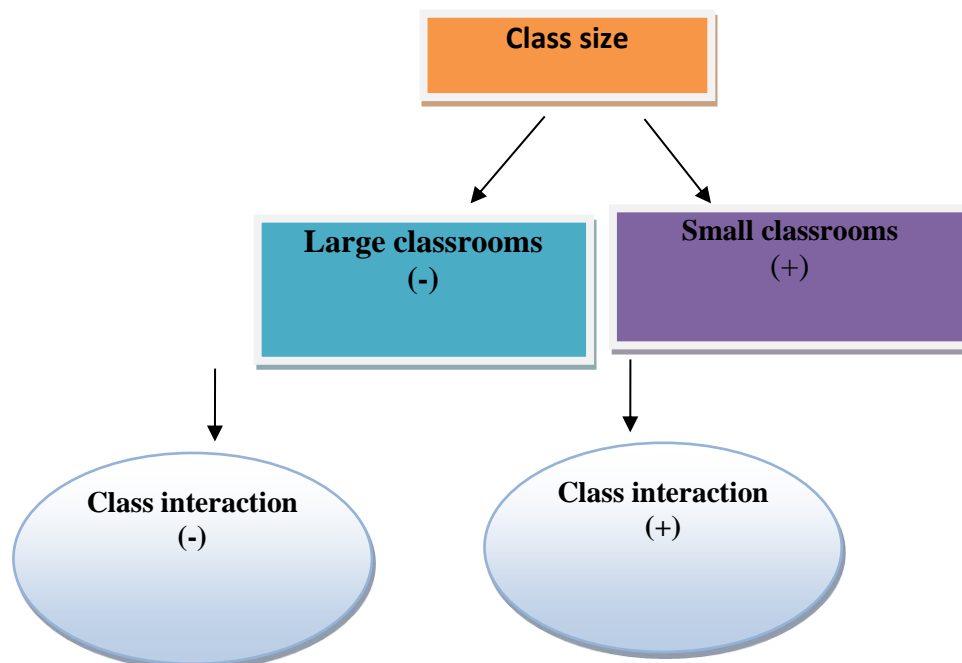 Class size
Large classrooms
(-)
Small classrooms
(+)
Class interaction
(-)
Class interaction
(+)